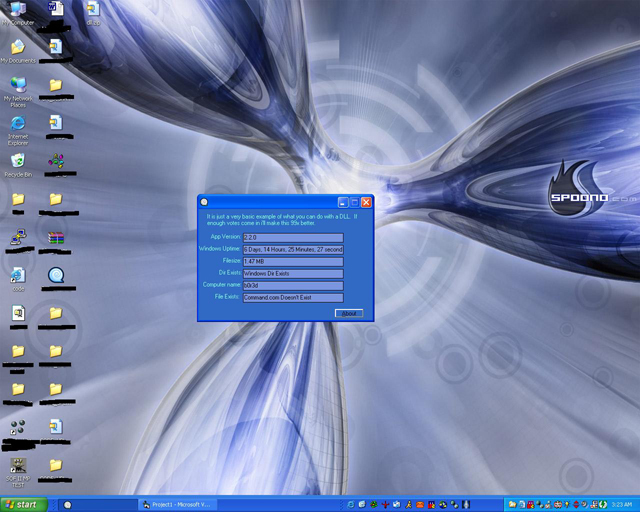 My Computer
dll.cpp
My Documents
My Network
Places
Internet
Explorer
Recycle Bin
SPOONO.com
It is just a very basic example of what you can do with a DLL. If
enough votes come in i'll make this 99x better.
App Version: 2.2.0
Windows Uptime: 6 Days, 14 Hours, 25 Minutes, 27 second
Filesize: 1.47 MB
Dir Exists: Windows Dir Exists
Computer name: b0r3d
File Exists: Command.com Doesn't Exist
About
SOF II MP
TEST
start
Project1 - Microsoft V...
3:23 AM